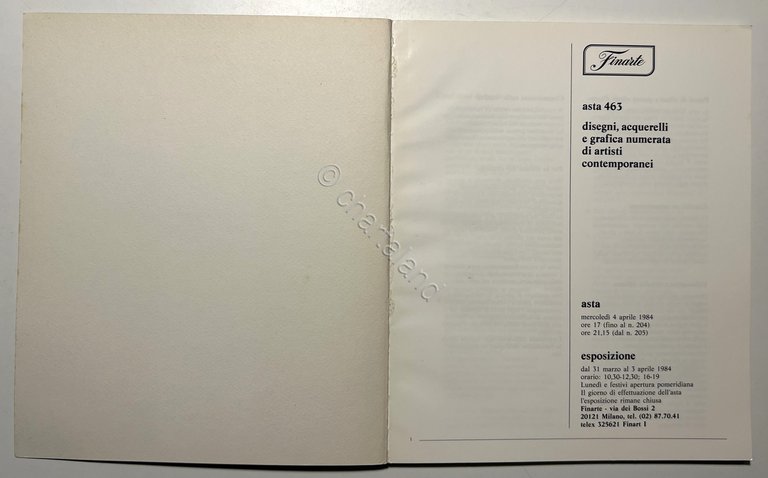 Finarte
asta 463
disegni, acquerelli
e grafica numerata
di artisti
contemporanei
© chartaland
asta
mercoledì 4 aprile 1984
ore 17 (fino al n. 204)
ore 21,15 (dal n. 205)
esposizione
dal 31 marzo al 3 aprile 1984
orario: 10,30-12,30; 16-19
Lunedì e festivi apertura pomeridiana
Il giorno di effettuazione dell'asta
l'esposizione rimane chiusa
Finarte - via dei Bossi 2
20121 Milano, tel. (02) 87.70.41
telex 325621 Finart I
1